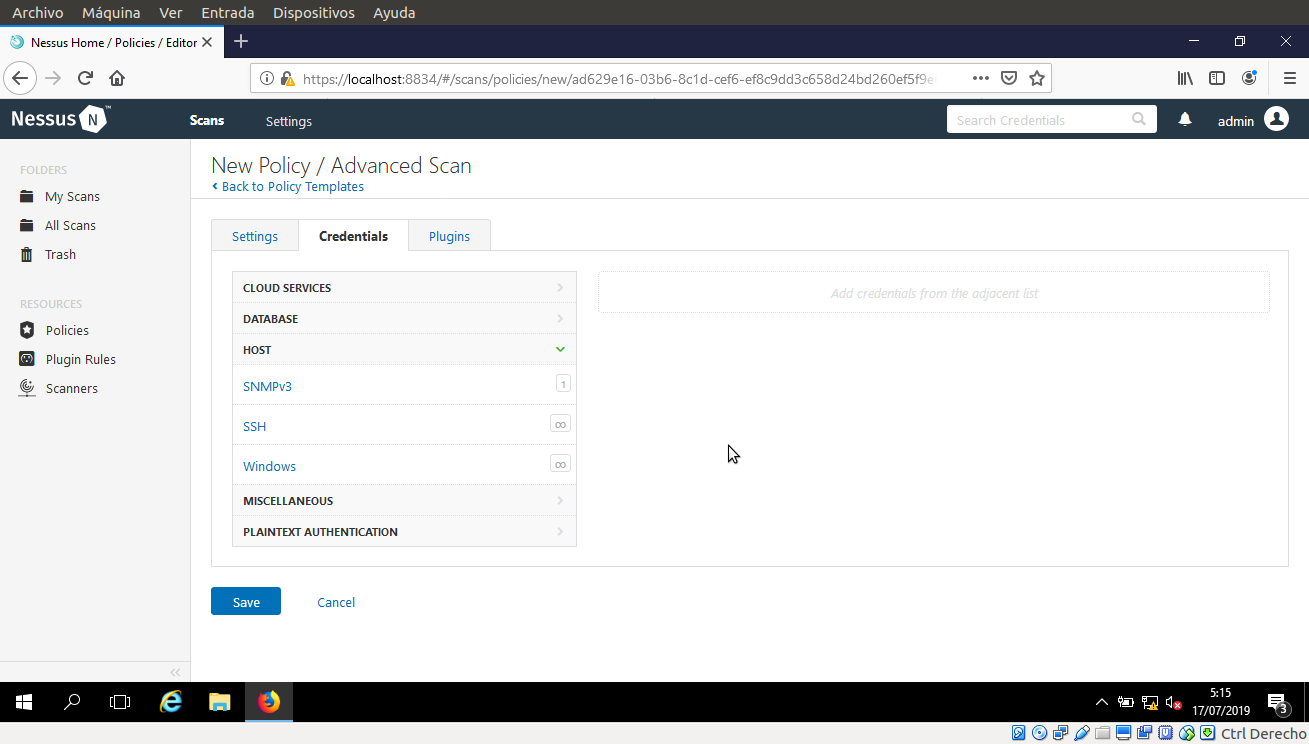 Archivo Máquina Ver Entrada Dispositivos Ayuda
Nessus Home / Policies / Editor
https://localhost:8834/#/scans/policies/new/ad629e16-03b6-8c1d-cef6-ef8c9dd3c658d24bd260ef5f9e
Nessus N ™ Scans Settings Search Credentials admin
FOLDERS
My Scans
All Scans
Trash
RESOURCES
Policies
Plugin Rules
Scanners
New Policy / Advanced Scan
Back to Policy Templates
Settings Credentials Plugins
CLOUD SERVICES
DATABASE
HOST
SNMPv3 1
SSH ∞
Windows ∞
MISCELLANEOUS
PLAINTEXT AUTHENTICATION
Add credentials from the adjacent list
Save Cancel
5:15
17/07/2019
3
Ctrl Derecho